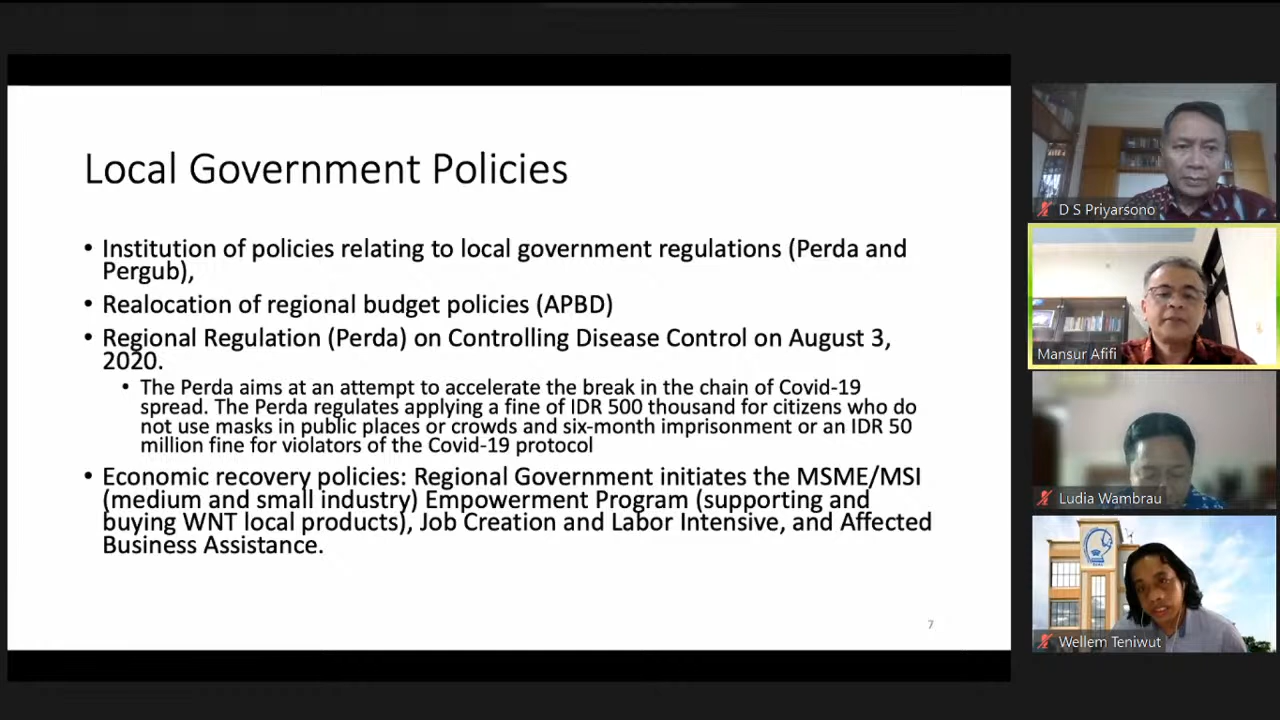 Local Government Policies
• Institution of policies relating to local government regulations (Perda and
Pergub),
• Realocation of regional budget policies (APBD)
• Regional Regulation (Perda) on Controlling Disease Control on August 3,
2020.
• The Perda aims at an attempt to accelerate the break in the chain of Covid-19
spread. The Perda regulates applying a fine of IDR 500 thousand for citizens who do
not use masks in public places or crowds and six-month imprisonment or an IDR 50
million fine for violators of the Covid-19 protocol
• Economic recovery policies: Regional Government initiates the MSME/MSI
(medium and small industry) Empowerment Program (supporting and
buying WNT local products), Job Creation and Labor Intensive, and Affected
Business Assistance.
7
D S Priyarsono
Mansur Afifi
Ludia Wambrau
Wellem Teniwut